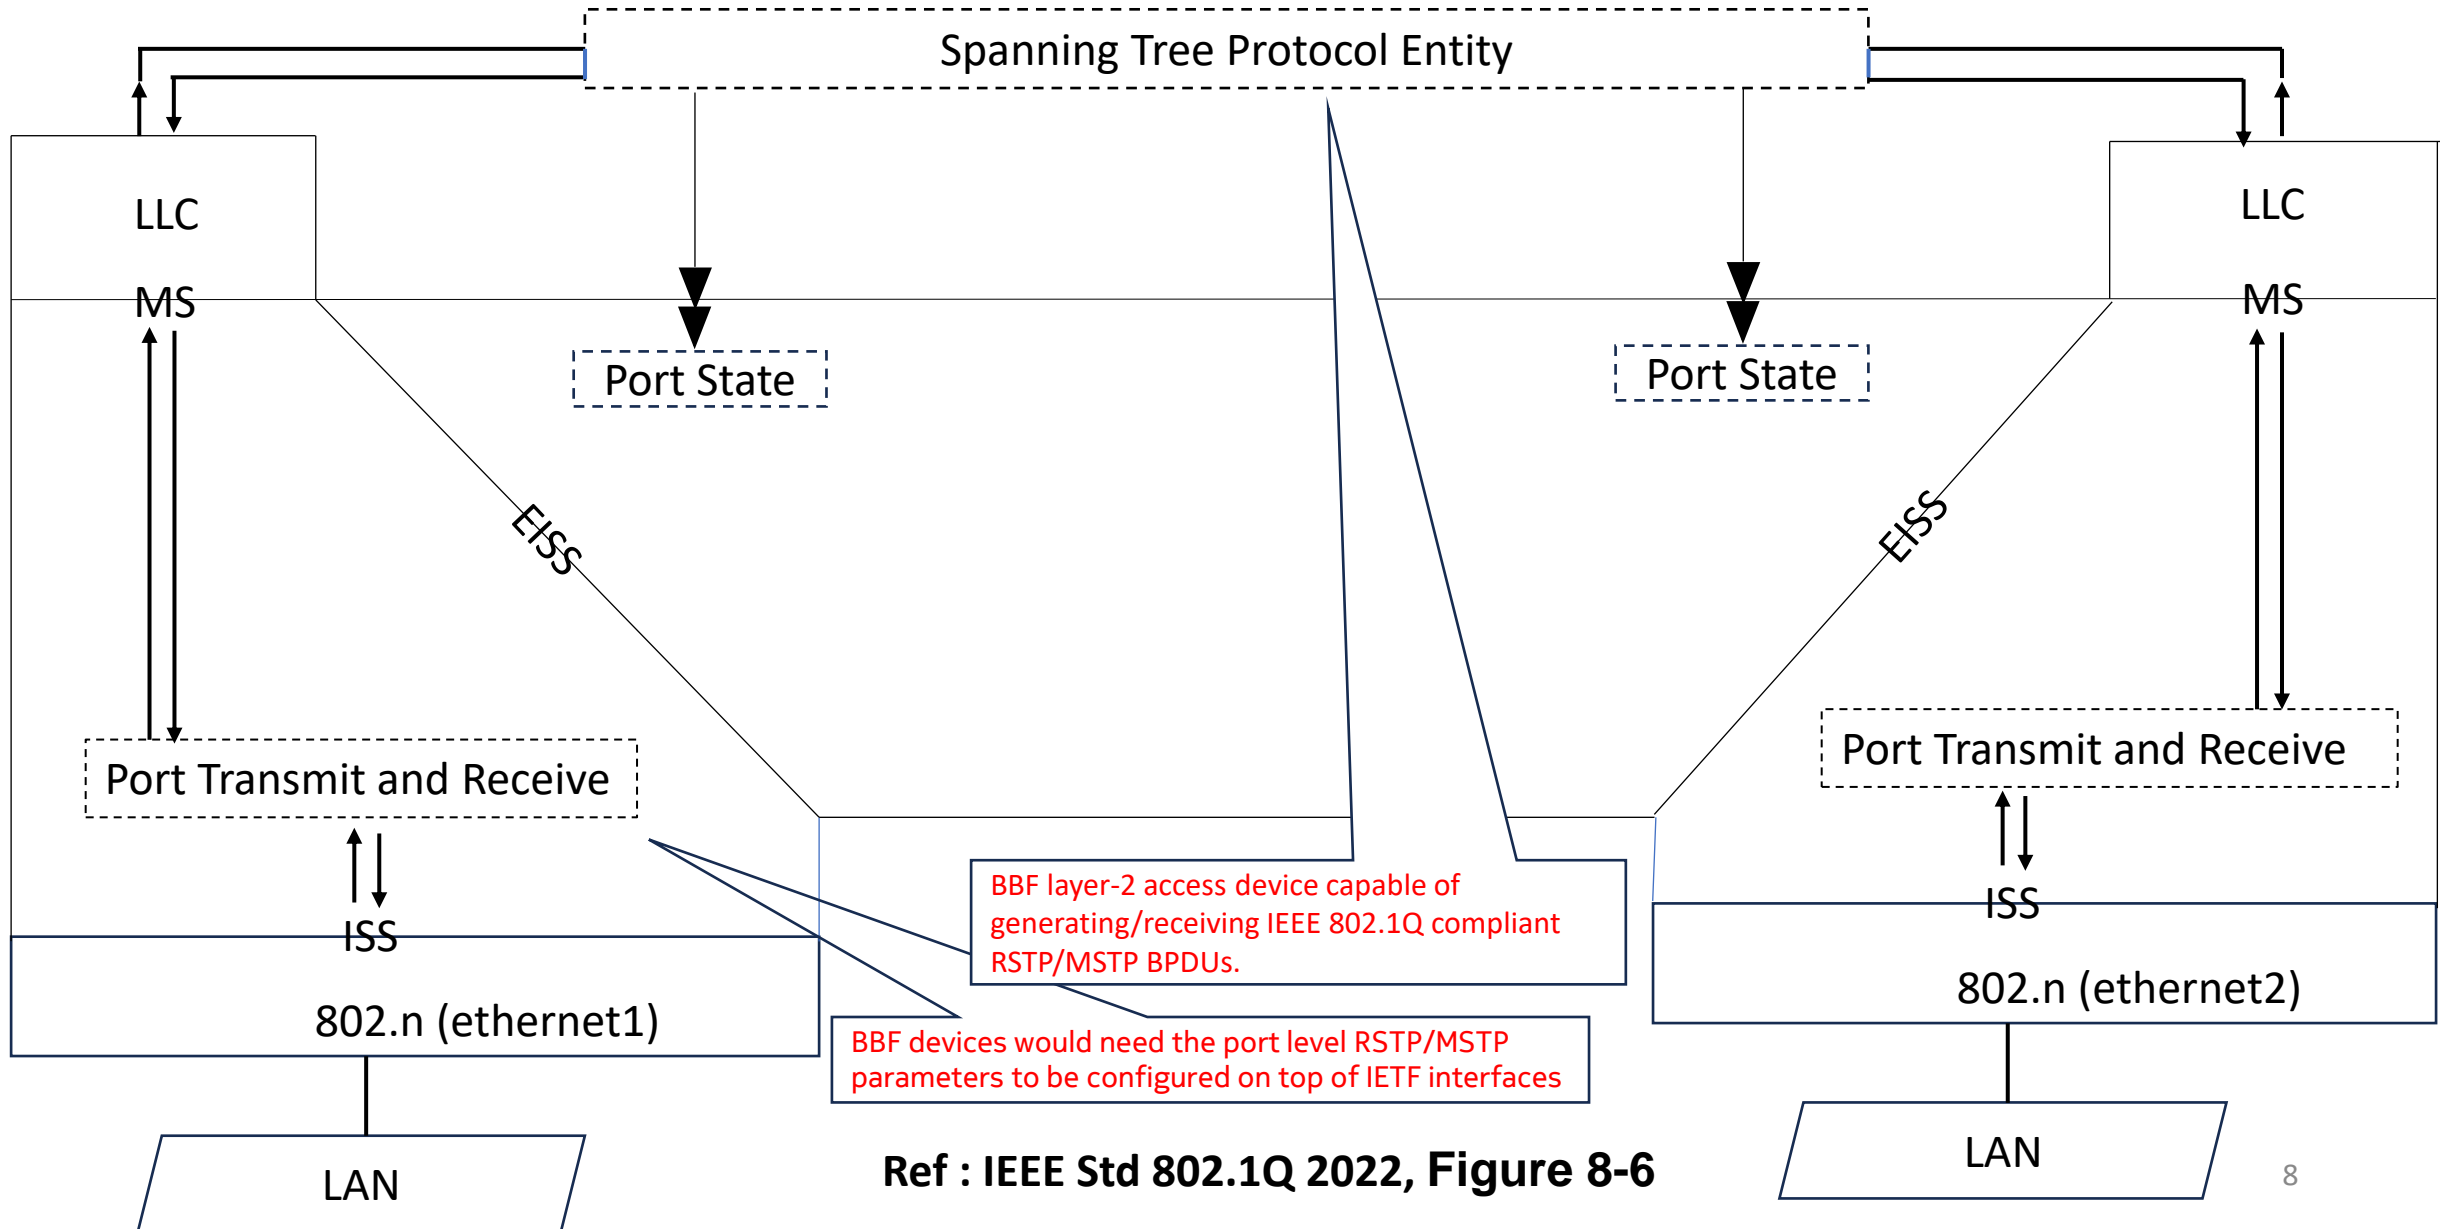 Spanning Tree Protocol Entity
LLC
LLC
MS
MS
Port State
Port State
EISS
EISS
Port Transmit and Receive
Port Transmit and Receive
BBF layer-2 access device capable of
generating/receiving IEEE 802.1Q compliant
RSTP/MSTP BPDUs.
ISS
ISS
802.n (ethernet1)
802.n (ethernet2)
BBF devices would need the port level RSTP/MSTP
parameters to be configured on top of IETF interfaces
LAN
LAN
Ref : IEEE Std 802.1Q 2022, Figure 8-6
8